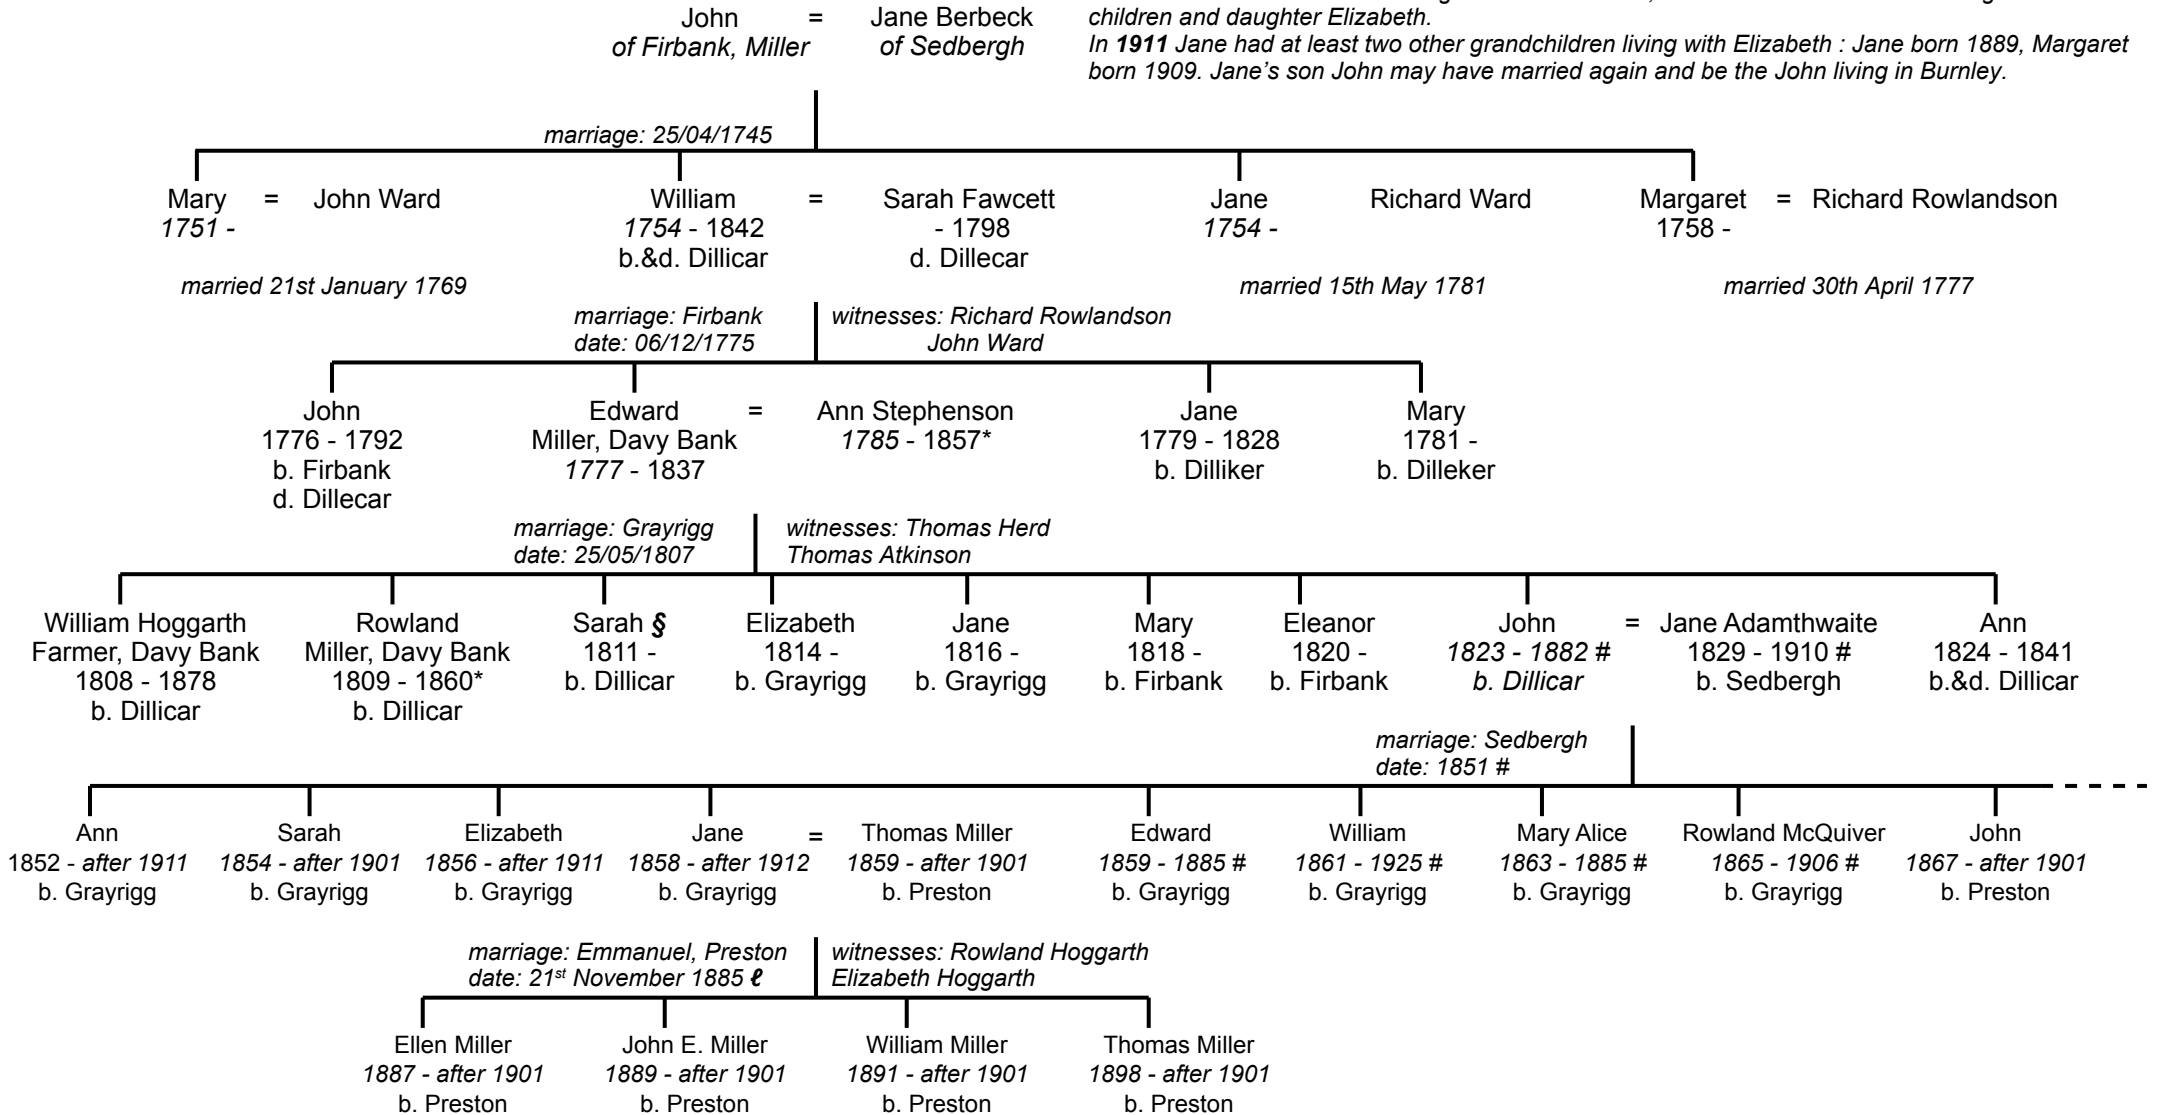 John = Jane Berbeck
of Firbank, Miller of Sedbergh
children and daughter Elizabeth.
In 1911 Jane had at least two other grandchildren living with Elizabeth : Jane born 1889, Margaret
born 1909. Jane's son John may have married again and be the John living in Burnley.
marriage: 25/04/1745
Mary = John Ward William = Sarah Fawcett Jane Richard Ward Margaret = Richard Rowlandson
1751 - 1754 - 1842 - 1798 1754 - 1758 -
b.&d. Dillicar d. Dillecar
married 21st January 1769 married 15th May 1781 married 30th April 1777
marriage: Firbank witnesses: Richard Rowlandson
date: 06/12/1775 John Ward
John Edward = Ann Stephenson Jane Mary
1776 - 1792 Miller, Davy Bank 1785 - 1857* 1779 - 1828 1781 -
b. Firbank 1777 - 1837 b. Dilliker b. Dilleker
d. Dillecar
marriage: Grayrigg witnesses: Thomas Herd
date: 25/05/1807 Thomas Atkinson
William Hoggarth Rowland Sarah § Elizabeth Jane Mary Eleanor John = Jane Adamthwaite Ann
Farmer, Davy Bank Miller, Davy Bank 1811 - 1814 - 1816 - 1818 - 1820 - 1823 - 1882 # 1829 - 1910 # 1824 - 1841
1808 - 1878 1809 - 1860* b. Dillicar b. Grayrigg b. Grayrigg b. Firbank b. Firbank b. Dillicar b. Sedbergh b.&d. Dillicar
b. Dillicar b. Dillicar
marriage: Sedbergh
date: 1851 #
Ann Sarah Elizabeth Jane = Thomas Miller Edward William Mary Alice Rowland McQuiver John
1852 - after 1911 1854 - after 1901 1856 - after 1911 1858 - after 1912 1859 - after 1901 1859 - 1885 # 1861 - 1925 # 1863 - 1885 # 1865 - 1906 # 1867 - after 1901
b. Grayrigg b. Grayrigg b. Grayrigg b. Grayrigg b. Preston b. Grayrigg b. Grayrigg b. Grayrigg b. Grayrigg b. Preston
marriage: Emmanuel, Preston witnesses: Rowland Hoggarth
date: 21st November 1885 ℓ Elizabeth Hoggarth
Ellen Miller John E. Miller William Miller Thomas Miller
1887 - after 1901 1889 - after 1901 1891 - after 1901 1898 - after 1901
b. Preston b. Preston b. Preston b. Preston